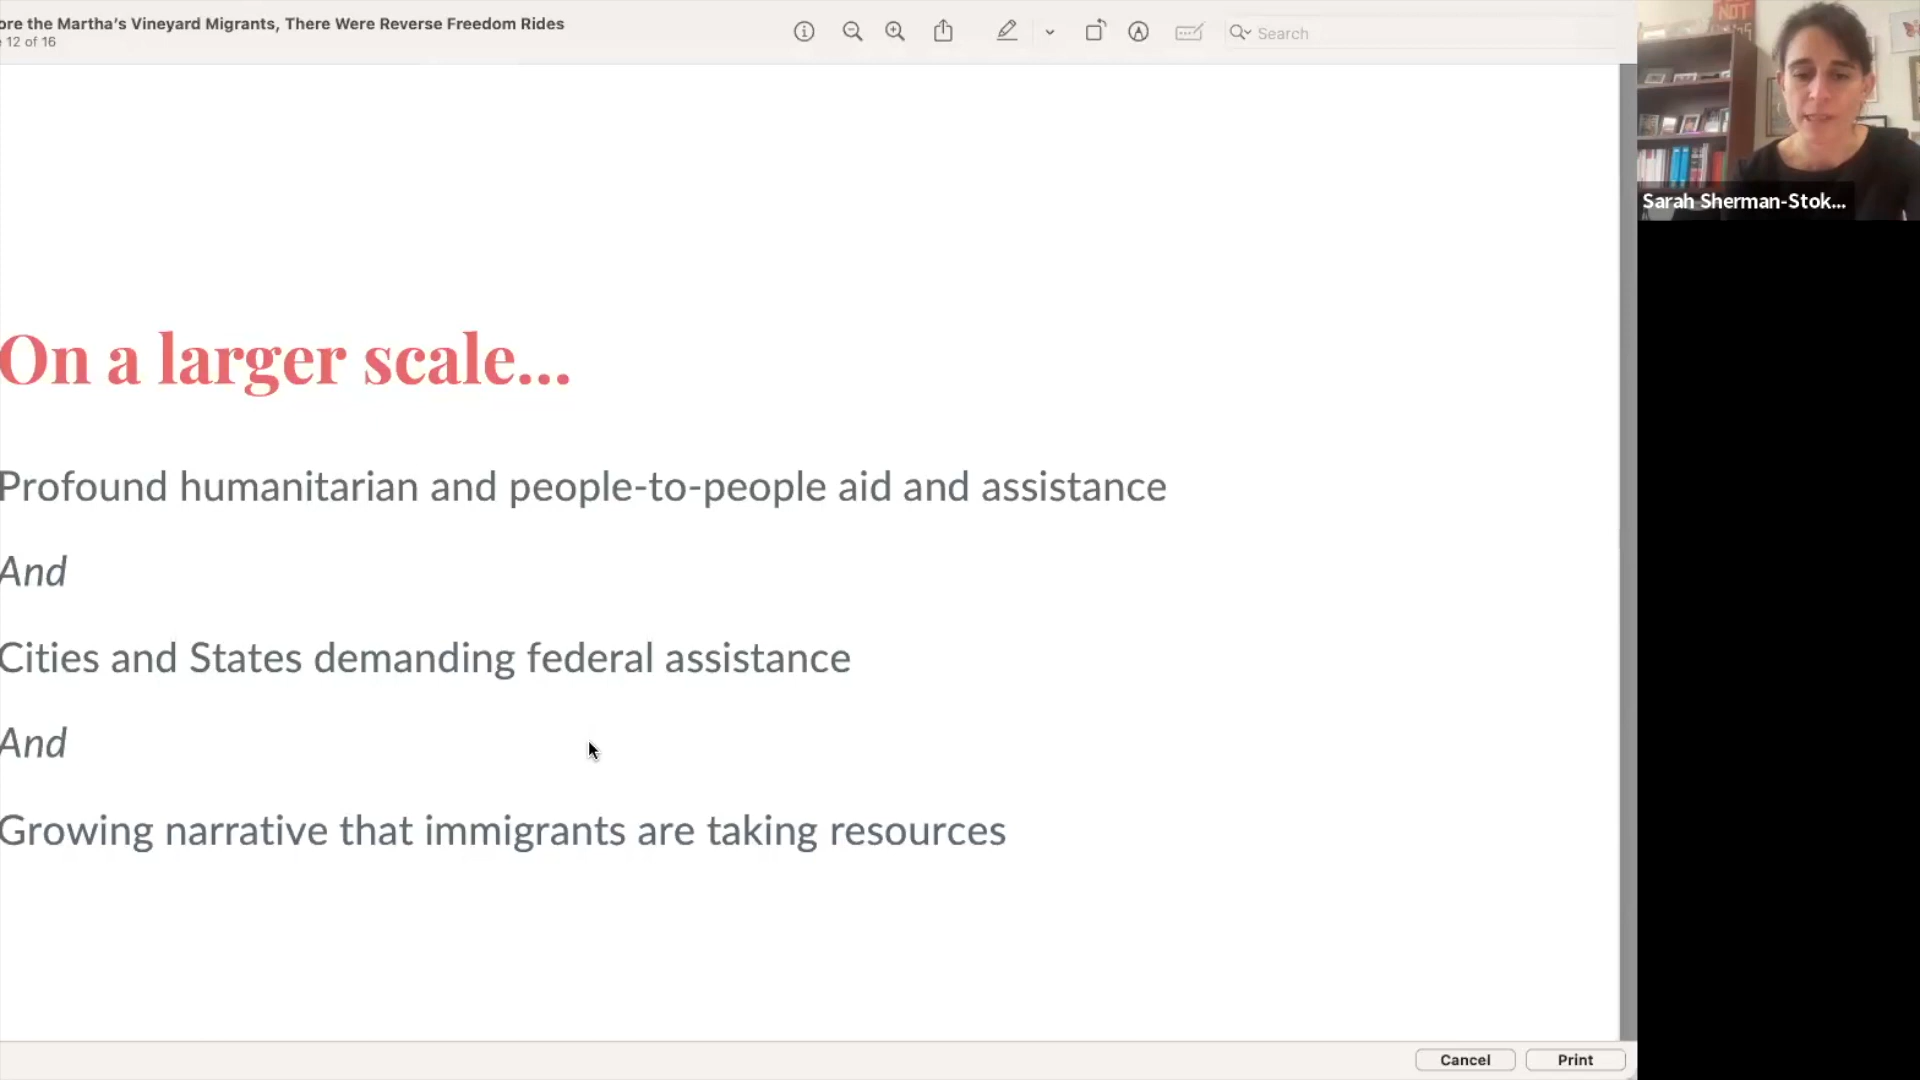 ore the Martha’s Vineyard Migrants, There Were Reverse Freedom Rides
12 of 16
Search
NOT
Sarah Sherman-Stok...
On a larger scale...
Profound humanitarian and people-to-people aid and assistance
And
Cities and States demanding federal assistance
And
Growing narrative that immigrants are taking resources
Cancel
Print